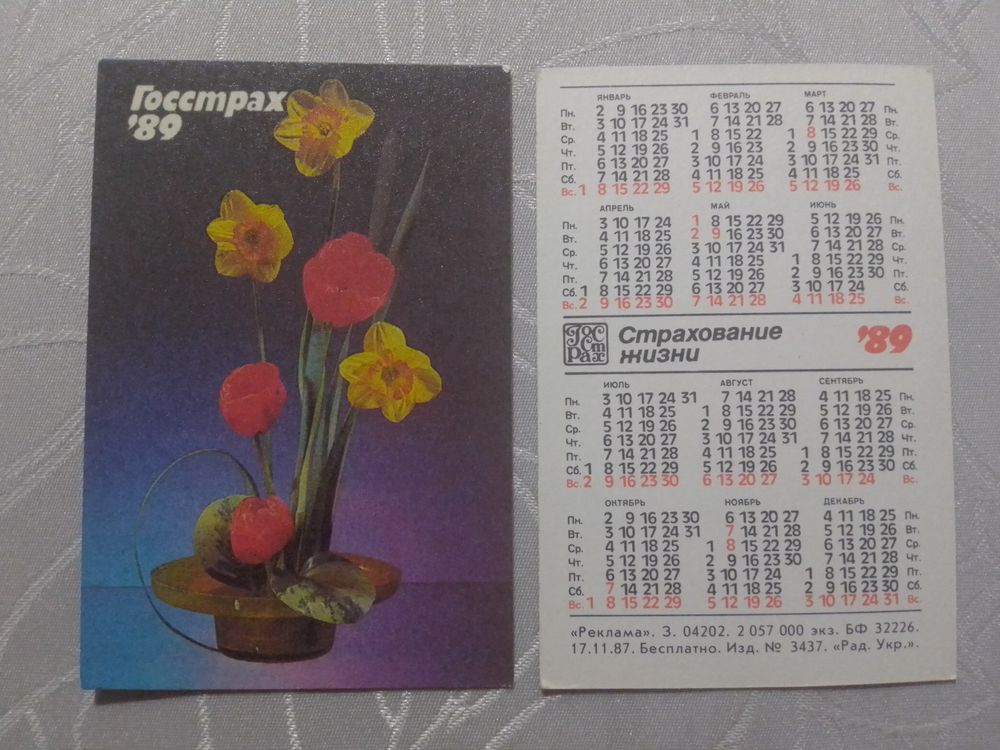 Госстрах
'89
ЯНВАРЬ ФЕВРАЛЬ МАРТ
Пн. 2 9 16 23 30 6 13 20 27 6 13 20 27 Пн.
Вт. 3 10 17 24 31 7 14 21 28 7 14 21 28 Вт.
Ср. 4 11 18 25 1 8 15 22 1 8 15 22 29 Ср.
Чт. 5 12 19 26 2 9 16 23 2 9 16 23 30 Чт.
Пт. 6 13 20 27 3 10 17 24 3 10 17 24 31 Пт.
Сб. 7 14 21 28 4 11 18 25 4 11 18 25 Сб.
Вс. 1 8 15 22 29 5 12 19 26 5 12 19 26 Вс.
АПРЕЛЬ МАЙ ИЮНЬ
Пн. 3 10 17 24 1 8 15 22 29 5 12 19 26 Пн.
Вт. 4 11 18 25 2 9 16 23 30 6 13 20 27 Вт.
Ср. 5 12 19 26 3 10 17 24 31 7 14 21 28 Ср.
Чт. 6 13 20 27 4 11 18 25 1 8 15 22 29 Чт.
Пт. 7 14 21 28 5 12 19 26 2 9 16 23 30 Пт.
Сб. 1 8 15 22 29 6 13 20 27 3 10 17 24 Сб.
Вс. 2 9 16 23 30 7 14 21 28 4 11 18 25 Вс.
Госстрах Страхование '89
жизни
ИЮЛЬ АВГУСТ СЕНТЯБРЬ
Пн. 3 10 17 24 31 7 14 21 28 4 11 18 25 Пн.
Вт. 4 11 18 25 1 8 15 22 29 5 12 19 26 Вт.
Ср. 5 12 19 26 2 9 16 23 30 6 13 20 27 Ср.
Чт. 6 13 20 27 3 10 17 24 31 7 14 21 28 Чт.
Пт. 7 14 21 28 4 11 18 25 1 8 15 22 29 Пт.
Сб. 1 8 15 22 29 5 12 19 26 2 9 16 23 30 Сб.
Вс. 2 9 16 23 30 6 13 20 27 3 10 17 24 Вс.
ОКТЯБРЬ НОЯБРЬ ДЕКАБРЬ
Пн. 2 9 16 23 30 6 13 20 27 4 11 18 25 Пн.
Вт. 3 10 17 24 31 7 14 21 28 5 12 19 26 Вт.
Ср. 4 11 18 25 1 8 15 22 29 6 13 20 27 Ср.
Чт. 5 12 19 26 2 9 16 23 30 7 14 21 28 Чт.
Пт. 6 13 20 27 3 10 17 24 1 8 15 22 29 Пт.
Сб. 7 14 21 28 4 11 18 25 2 9 16 23 30 Сб.
Вс. 1 8 15 22 29 5 12 19 26 3 10 17 24 31 Вс.
«Реклама». З. 04202. 2 057 000 экз. БФ 32226.
17.11.87. Бесплатно. Изд. № 3437. «Рад. Укр.».